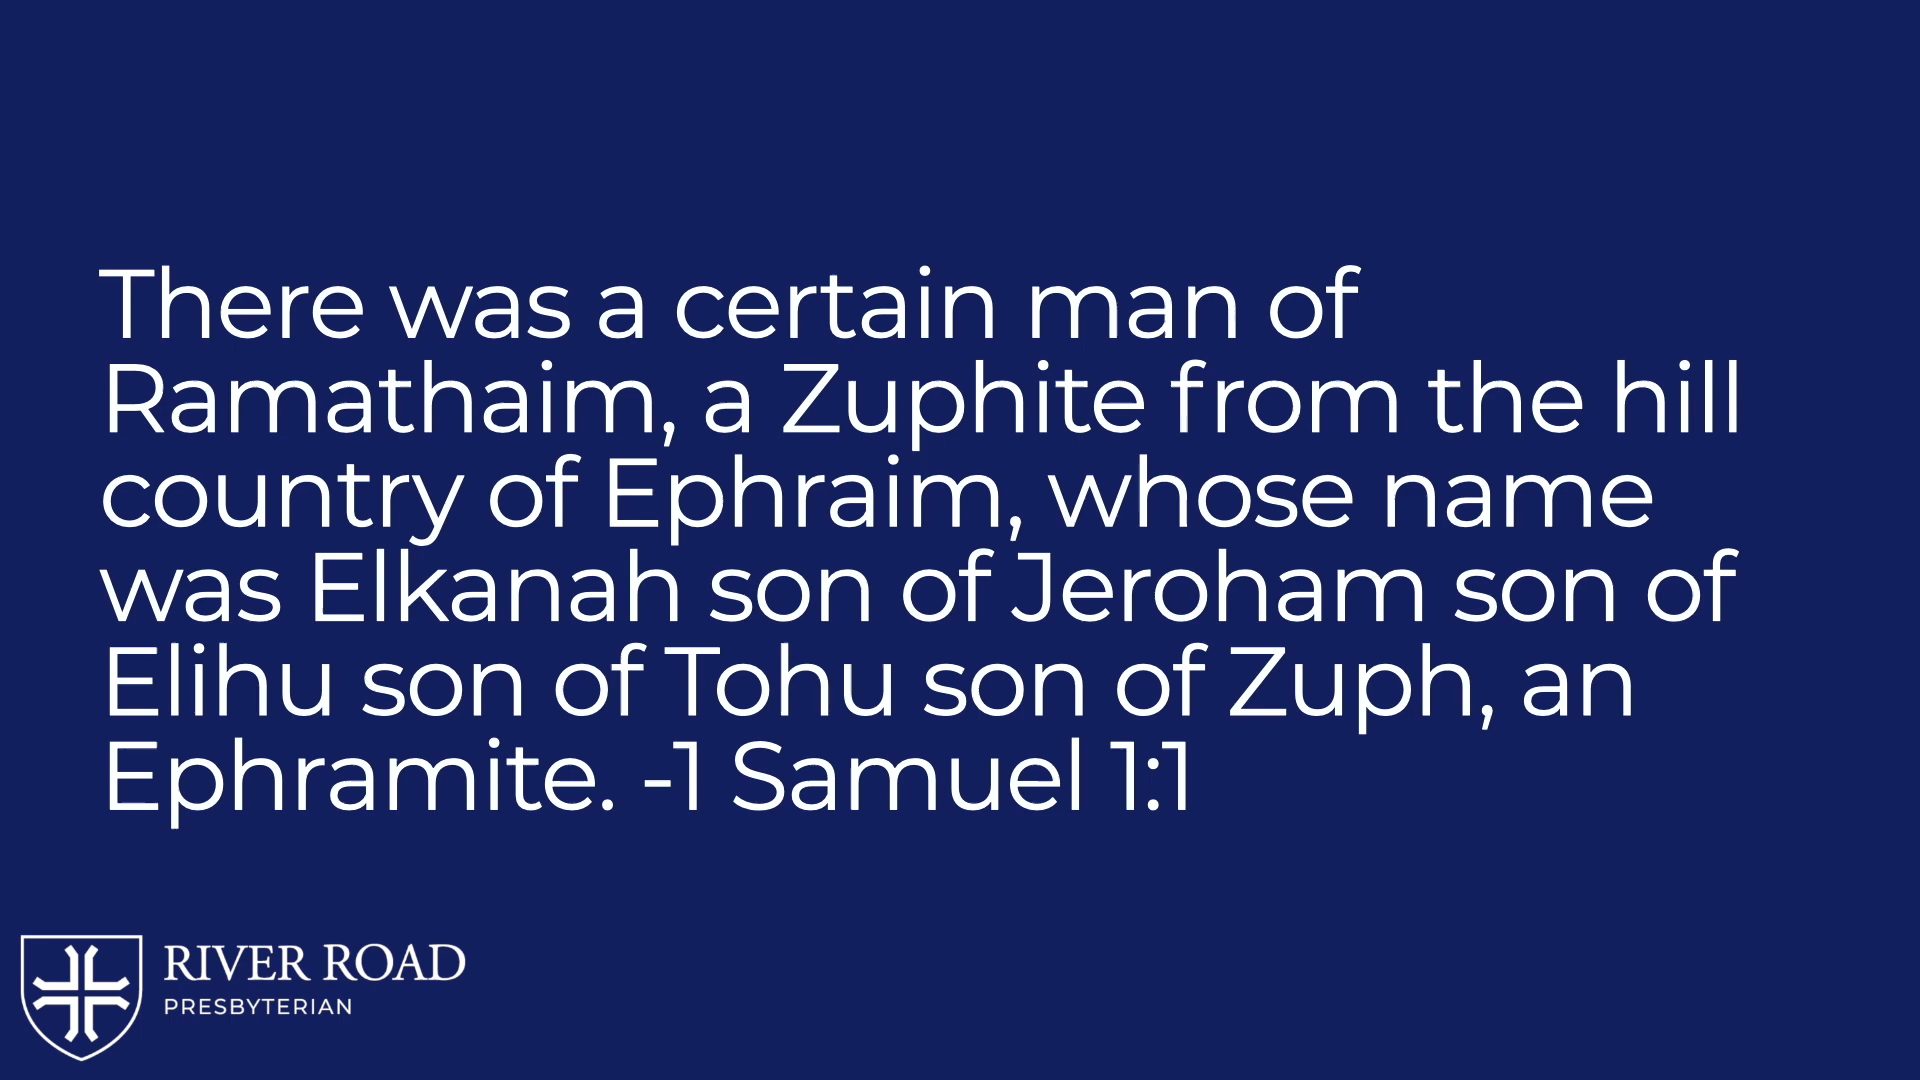 There was a certain man of
Ramathaim, a Zuphite from the hill
country of Ephraim, whose name
was Elkanah son of Jeroham son of
Elihu son of Tohu son of Zuph, an
Ephramite. -1 Samuel 1:1
RIVER ROAD
PRESBYTERIAN